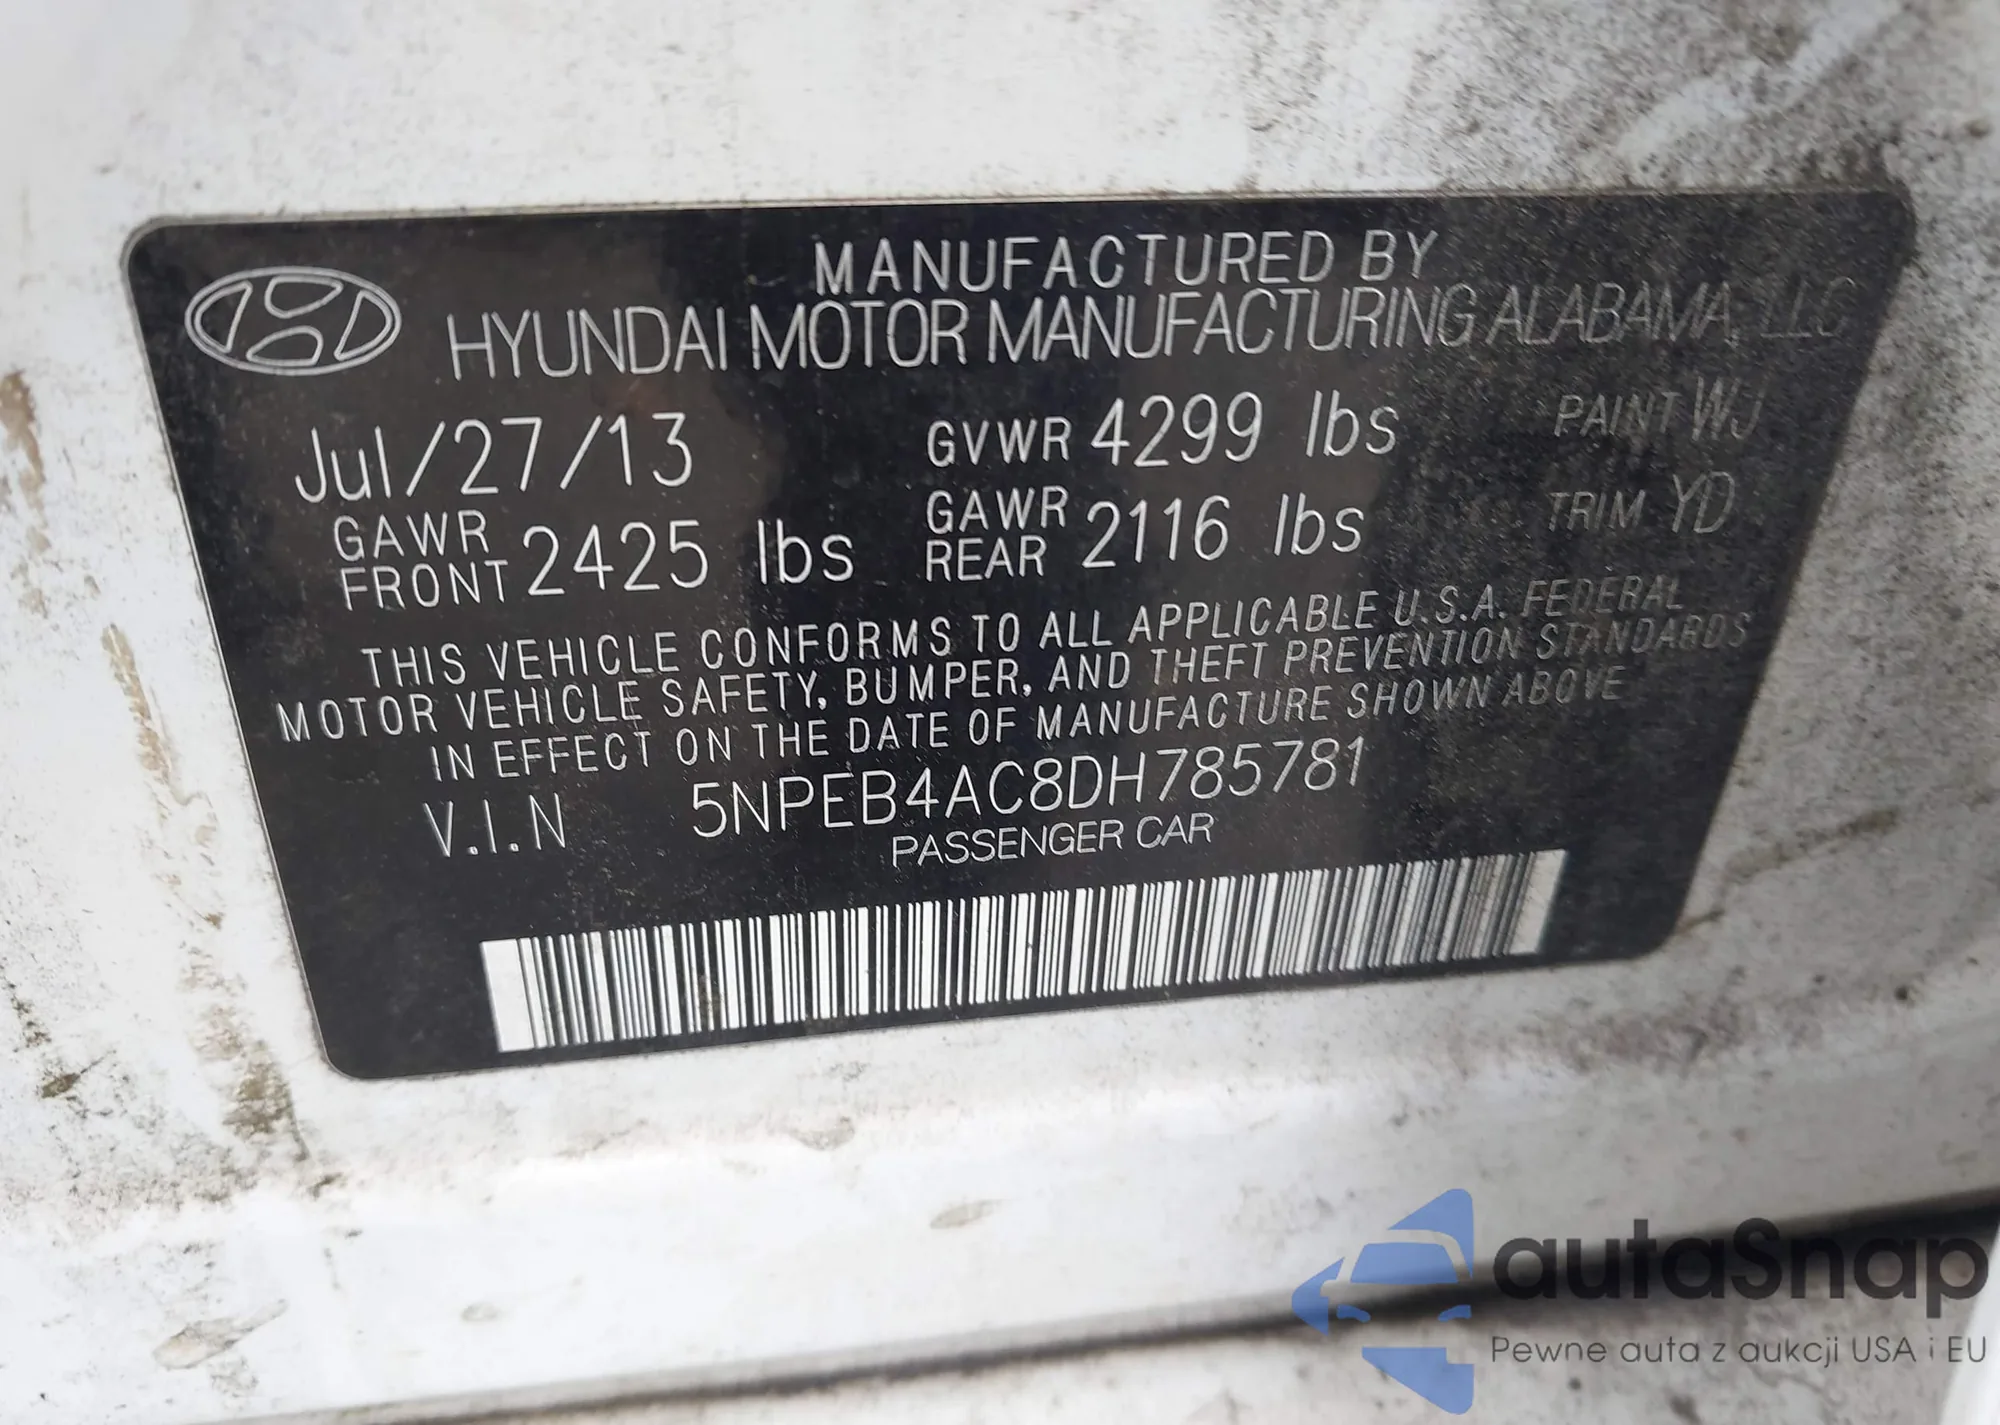 MANUFACTURED BY
HYUNDAI MOTOR MANUFACTURING ALABAMA, LLC
Jul/27/13 GVWR 4299 lbs PAINT WJ
GAWR FRONT 2425 lbs GAWR REAR 2116 lbs TRIM YD
THIS VEHICLE CONFORMS TO ALL APPLICABLE U.S.A. FEDERAL
MOTOR VEHICLE SAFETY, BUMPER, AND THEFT PREVENTION STANDARDS
IN EFFECT ON THE DATE OF MANUFACTURE SHOWN ABOVE
V.I.N 5NPEB4AC8DH785781
PASSENGER CAR
autaSnap
Pewne auta z aukcji USA i EU